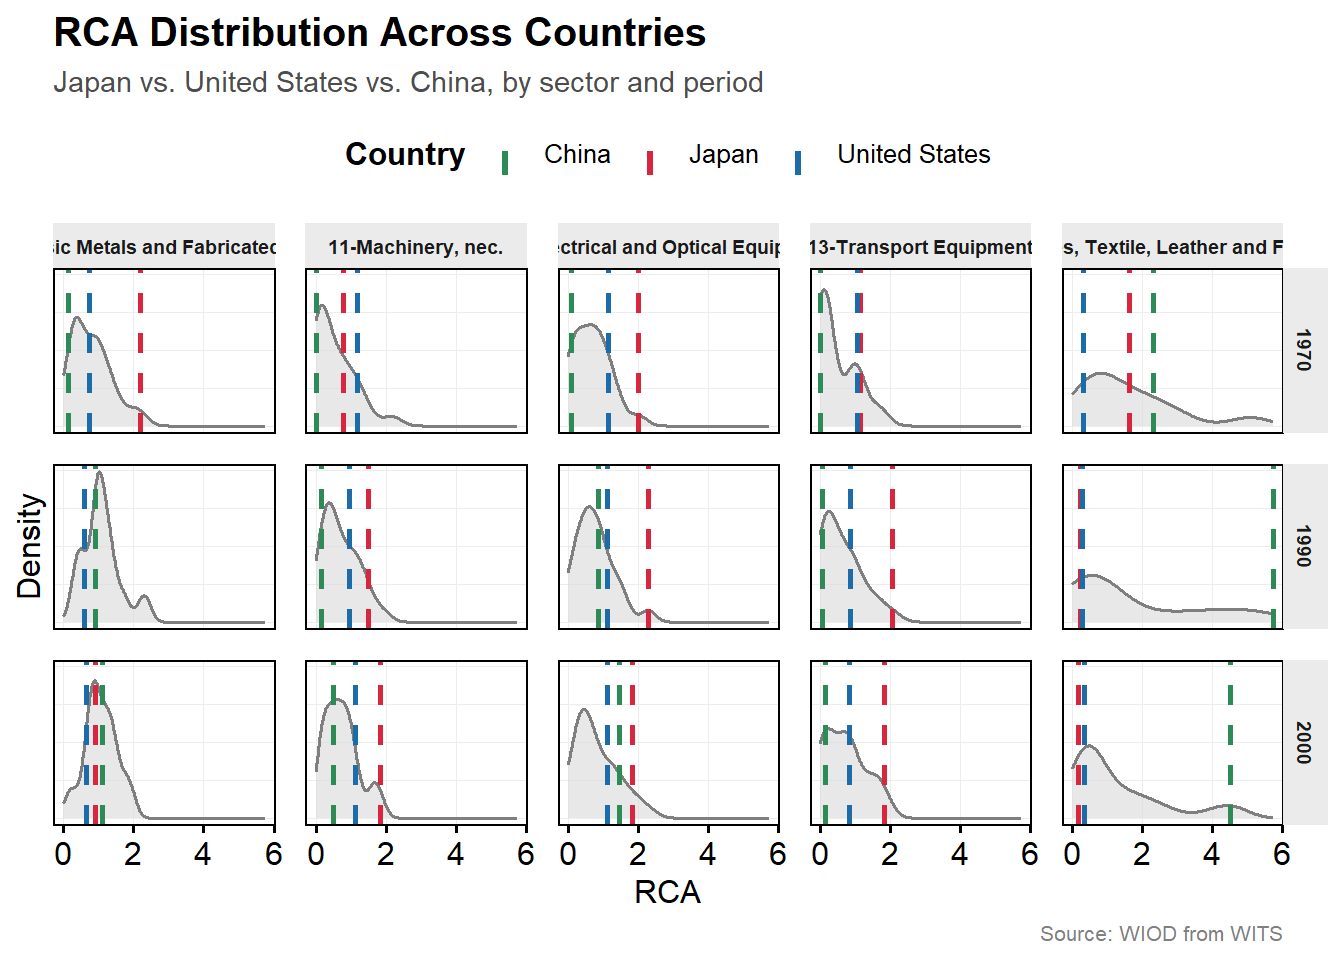 RCA Distribution Across Countries
Japan vs. United States vs. China, by sector and period
Country China Japan United States
sic Metals and Fabricated
11-Machinery, nec.
ctrical and Optical Equip
13-Transport Equipment
s, Textile, Leather and F
1970
1990
2000
Density
0 2 4 6 0 2 4 6 0 2 4 6 0 2 4 6 0 2 4 6
RCA
Source: WIOD from WITS